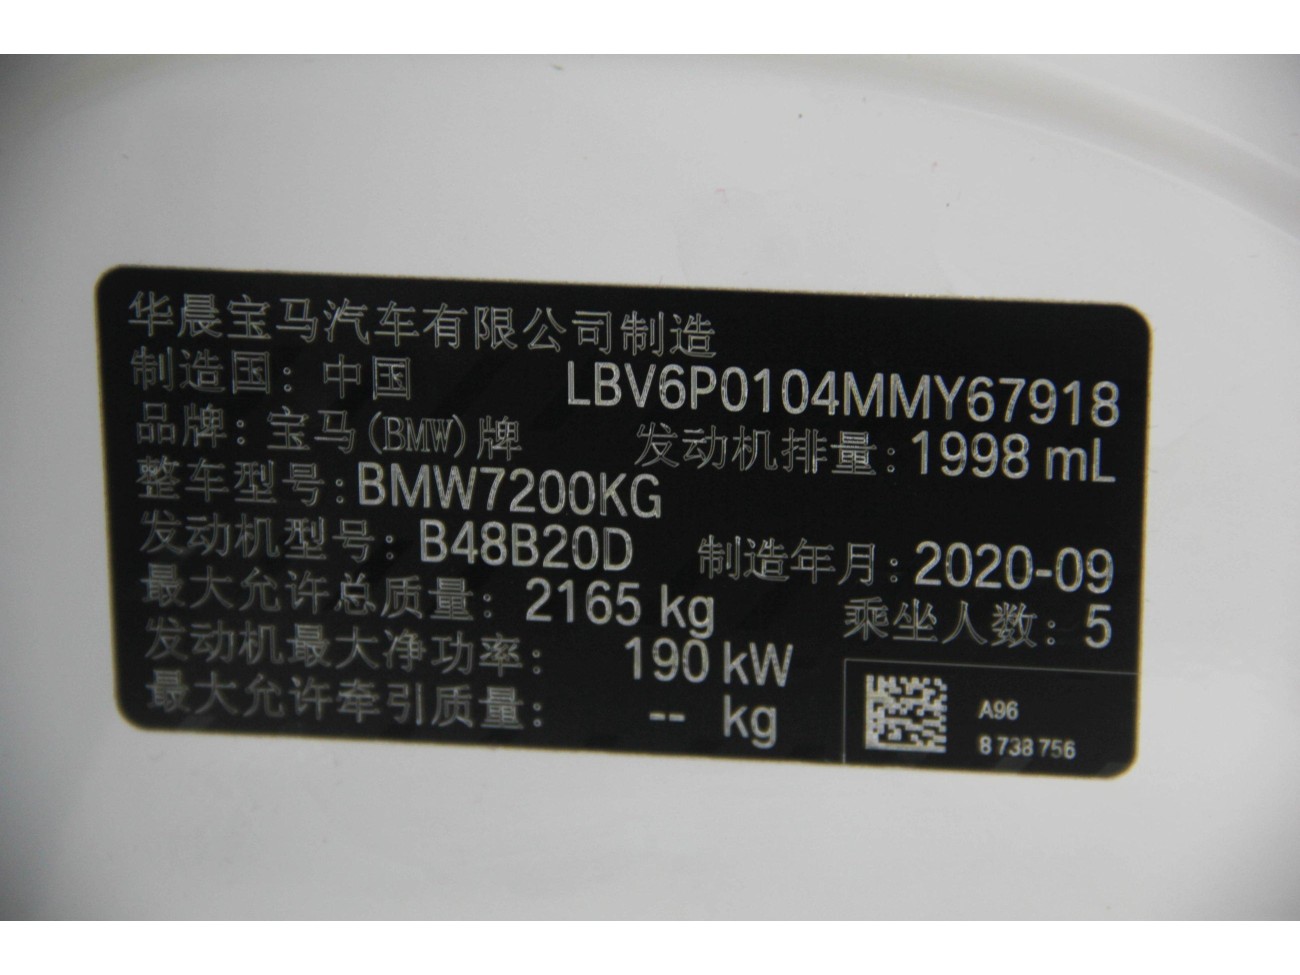 华晨宝马汽车有限公司制造
制造国：中国 LBV6P0104MMY67918
品牌：宝马(BMW)牌 发动机排量：1998 mL
整车型号：BMW7200KG
发动机型号：B48B20D 制造年月：2020-09
最大允许总质量：2165 kg 乘坐人数：5
发动机最大净功率：190 kW
最大允许牵引质量：-- kg
A96
8 738 756